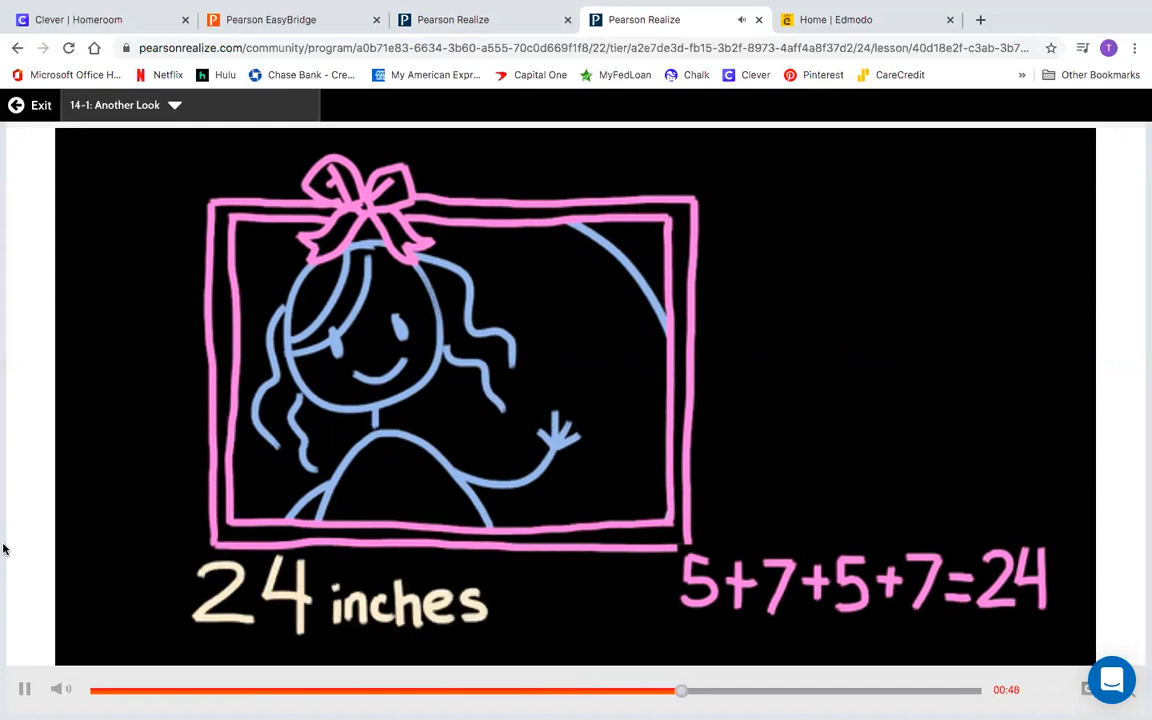 Clever | Homeroom
Pearson EasyBridge
Pearson Realize
Pearson Realize
Home | Edmodo
pearsonrealize.com/community/program/a0b71e83-6634-3b60-a555-70c0d669f1f8/22/tier/a2e7de3d-fb15-3b2f-8973-4aff4a8f37d2/24/lesson/40d18e2f-c3ab-3b7...
T
Microsoft Office H...
Netflix
Hulu
Chase Bank - Cre...
My American Expr...
Capital One
MyFedLoan
Chalk
Clever
Pinterest
CareCredit
»
Other Bookmarks
Exit
14-1: Another Look
24 inches
5+7+5+7=24
00:48